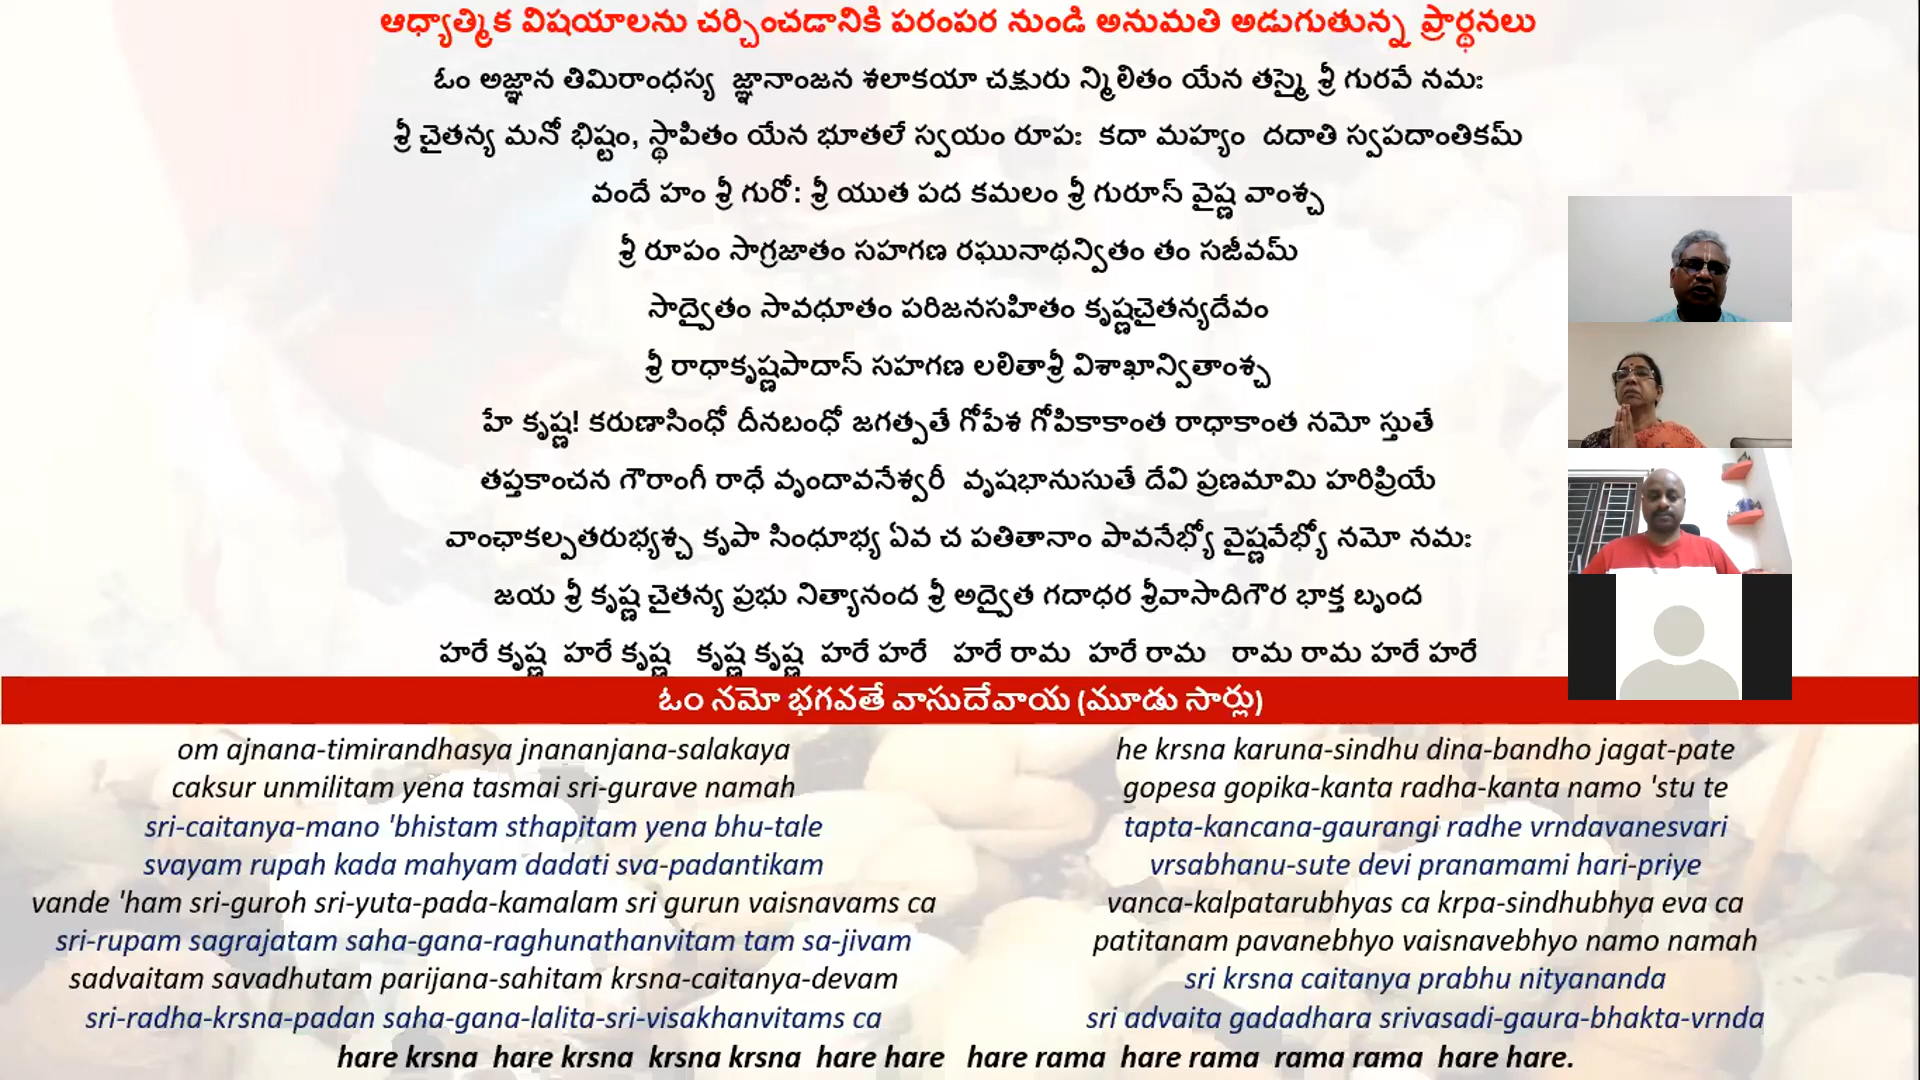 ఆధ్యాత్మిక విషయాలను చర్చించడానికి పరంపర నుండి అనుమతి అడుగుతున్న ప్రార్థనలు
ఓం అజ్ఞాన తిమిరాంధస్య జ్ఞానాంజన శలాకయా చక్షురు న్మిలితం యేన తస్మై శ్రీ గురవే నమః
శ్రీ చైతన్య మనో భిష్టం, స్థాపితం యేన భూతలే స్వయం రూపః కదా మహ్యం దదాతి స్వపదాంతికమ్
వందే హం శ్రీ గురో: శ్రీ యుత పద కమలం శ్రీ గురూన్ వైష్ణ వాంశ్చ
శ్రీ రూపం సాగ్రజాతం సహగణ రఘునాథన్వితం తం సజీవమ్
సాద్వైతం సావధూతం పరిజనసహితం కృష్ణచైతన్యదేవం
శ్రీ రాధాకృష్ణపాదాన్ సహగణ లలితాశ్రీ విశాఖాన్వితాంశ్చ
హే కృష్ణ! కరుణాసింధో దీనబంధో జగత్పతే గోపేశ గోపికాకాంత రాధాకాంత నమో స్తుతే
తప్తకాంచన గౌరాంగీ రాధే వృందావనేశ్వరీ వృషభానుసుతే దేవి ప్రణమామి హరిప్రియే
వాంఛాకల్పతరుభ్యశ్చ కృపా సింధూభ్య ఏవ చ పతితానాం పావనేభ్యో వైష్ణవేభ్యో నమో నమః
జయ శ్రీ కృష్ణ చైతన్య ప్రభు నిత్యానంద శ్రీ అద్వైత గదాధర శ్రీవాసాదిగౌర భాక్త బృంద
హరే కృష్ణ హరే కృష్ణ కృష్ణ కృష్ణ హరే హరే హరే రామ హరే రామ రామ రామ హరే హరే
ఓం నమో భగవతే వాసుదేవాయ (మూడు సార్లు)
om ajnana-timirandhasya jnananjana-salakaya
caksur unmilitam yena tasmai sri-gurave namah
sri-caitanya-mano 'bhistam sthapitam yena bhu-tale
svayam rupah kada mahyam dadati sva-padantikam
vande 'ham sri-guroh sri-yuta-pada-kamalam sri gurun vaisnavams ca
sri-rupam sagrajatam saha-gana-raghunathanvitam tam sa-jivam
sadvaitam savadhutam parijana-sahitam krsna-caitanya-devam
sri-radha-krsna-padan saha-gana-lalita-sri-visakhanvitams ca
he krsna karuna-sindhu dina-bandho jagat-pate
gopesa gopika-kanta radha-kanta namo 'stu te
tapta-kancana-gaurangi radhe vrndavanesvari
vrsabhanu-sute devi pranamami hari-priye
vanca-kalpatarubhyas ca krpa-sindhubhya eva ca
patitanam pavanebhyo vaisnavebhyo namo namah
sri krsna caitanya prabhu nityananda
sri advaita gadadhara srivasadi-gaura-bhakta-vrnda
hare krsna hare krsna krsna krsna hare hare hare rama hare rama rama rama hare hare.